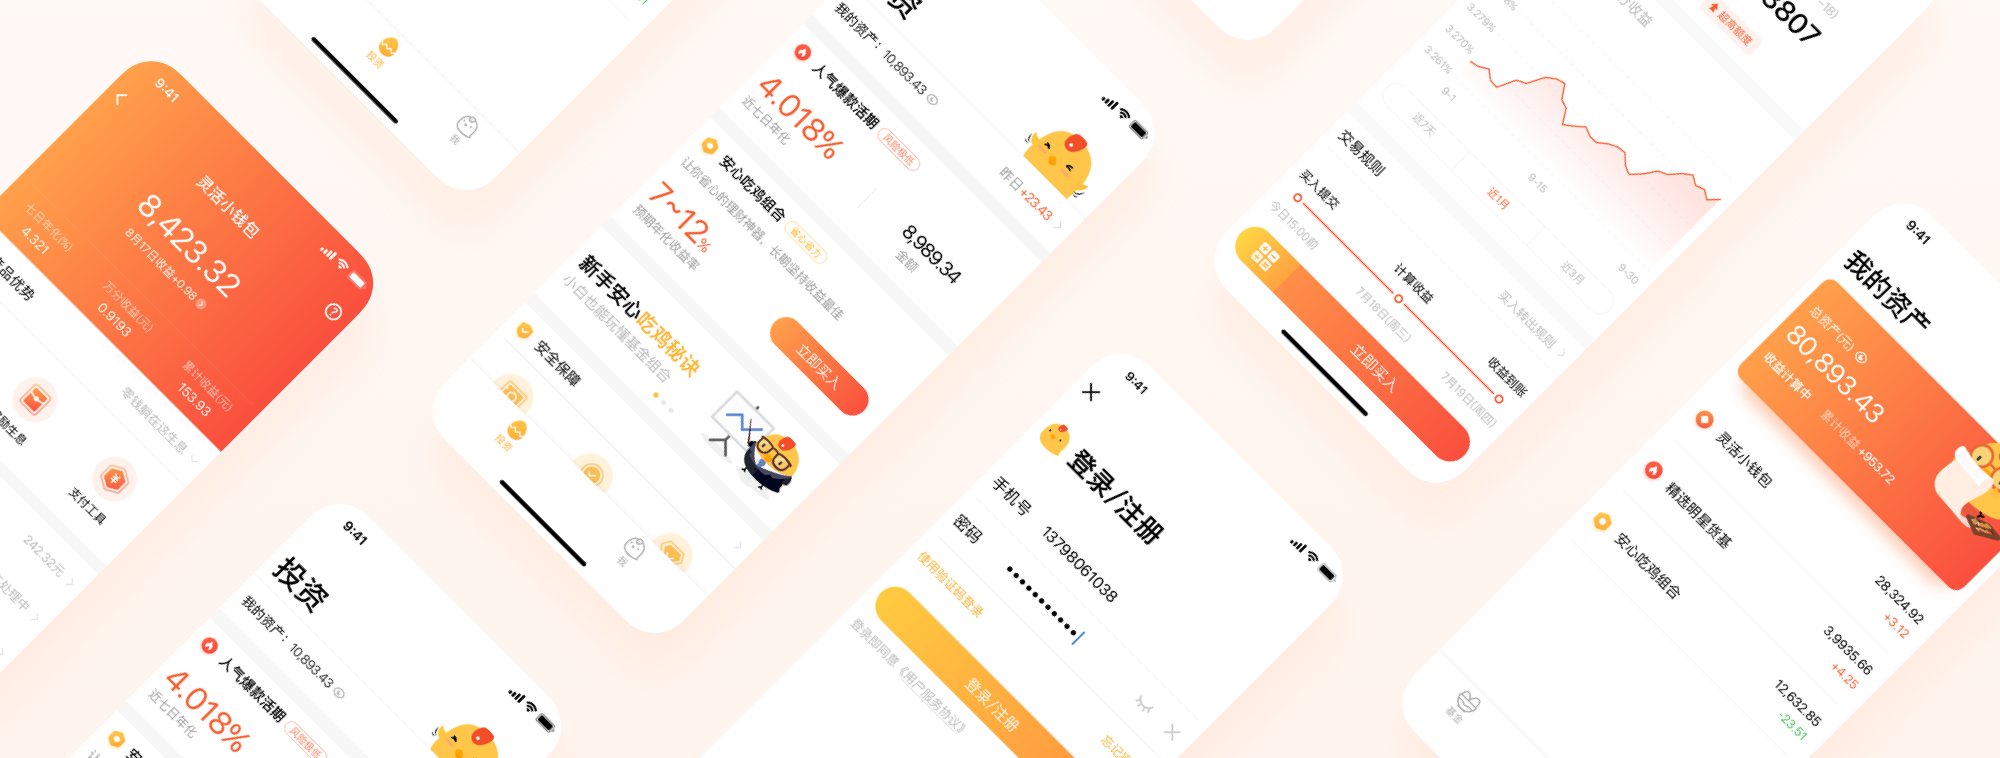 9:41
灵活小钱包
8,423.32
8月17日收益+0.98
七日年化(%)
4.321
万分收益(元)
0.9193
累计收益(元)
153.93
产品优势
零钱躺在这生息
支付工具
242.32元
处理中
投资
我
9:41
投资
我的资产：10,893.43
人气爆款活期
风险极低
4.018%
近七日年化
我的资产：10,893.43
昨日+23.43
人气爆款活期
风险极低
4.018%
近七日年化
8,989.34
金额
安心吃鸡组合
省心省力
让你省心的理财神器，长期坚持收益最佳
7~12%
预期年化收益率
立即买入
新手安心吃鸡秘诀
小白也能玩懂基金组合
安全保障
投资
我
9:41
登录/注册
手机号
13798061038
密码
使用验证码登录
登录/注册
登录即同意《用户服务协议》
3807
超高额度
3.279%
3.270%
3.261%
9-1
9-15
9-30
近7天
近1月
近3月
交易规则
买入转出规则
买入提交
今日15:00前
计算收益
7月18日(周三)
收益到账
7月19日(周四)
立即买入
9:41
我的资产
总资产(元)
80,893.43
收益计算中
累计收益 +953.72
灵活小钱包
28,324.92
+3.12
精选明星货基
3,9935.66
+4.25
安心吃鸡组合
12,632.85
-23.51
基金